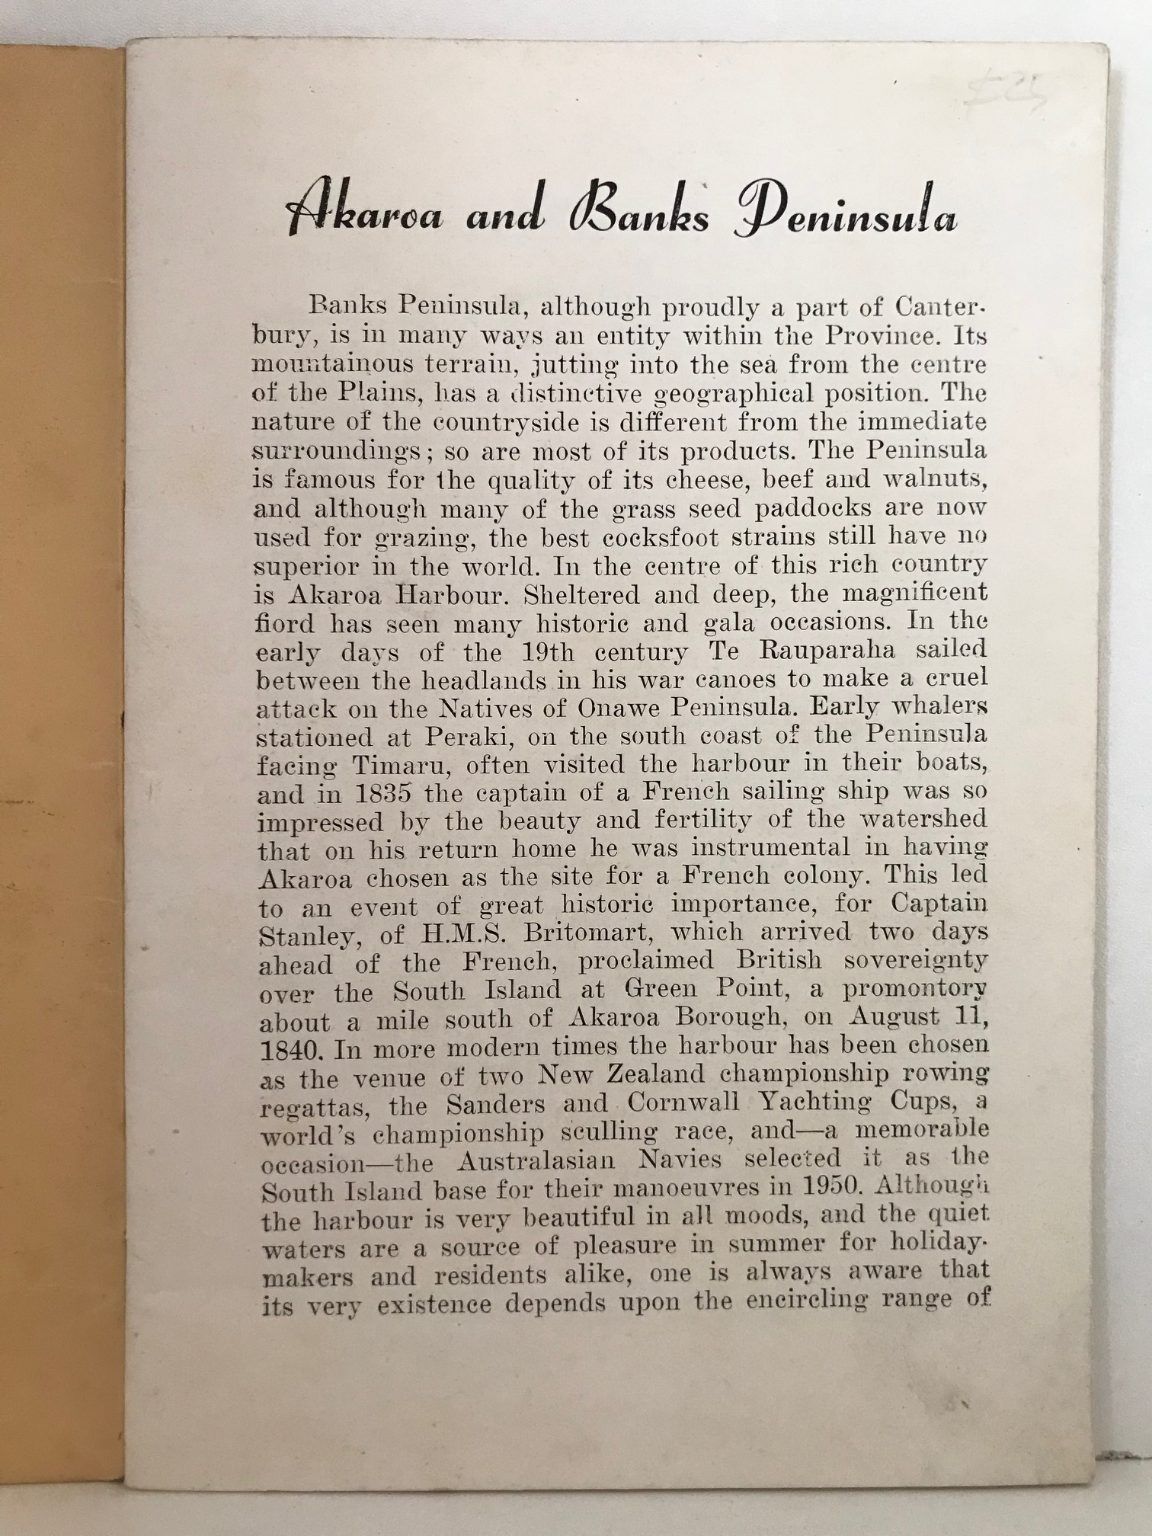 Akaroa and Banks Peninsula
Banks Peninsula, although proudly a part of Canter-
bury, is in many ways an entity within the Province. Its
mountainous terrain, jutting into the sea from the centre
of the Plains, has a distinctive geographical position. The
nature of the countryside is different from the immediate
surroundings; so are most of its products. The Peninsula
is famous for the quality of its cheese, beef and walnuts,
and although many of the grass seed paddocks are now
used for grazing, the best cocksfoot strains still have no
superior in the world. In the centre of this rich country
is Akaroa Harbour. Sheltered and deep, the magnificent
fiord has seen many historic and gala occasions. In the
early days of the 19th century Te Rauparaha sailed
between the headlands in his war canoes to make a cruel
attack on the Natives of Onawe Peninsula. Early whalers
stationed at Peraki, on the south coast of the Peninsula
facing Timaru, often visited the harbour in their boats,
and in 1835 the captain of a French sailing ship was so
impressed by the beauty and fertility of the watershed
that on his return home he was instrumental in having
Akaroa chosen as the site for a French colony. This led
to an event of great historic importance, for Captain
Stanley, of H.M.S. Britomart, which arrived two days
ahead of the French, proclaimed British sovereignty
over the South Island at Green Point, a promontory
about a mile south of Akaroa Borough, on August 11,
1840. In more modern times the harbour has been chosen
as the venue of two New Zealand championship rowing
regattas, the Sanders and Cornwall Yachting Cups, a
world's championship sculling race, and—a memorable
occasion—the Australasian Navies selected it as the
South Island base for their manoeuvres in 1950. Although
the harbour is very beautiful in all moods, and the quiet
waters are a source of pleasure in summer for holiday-
makers and residents alike, one is always aware that
its very existence depends upon the encircling range of